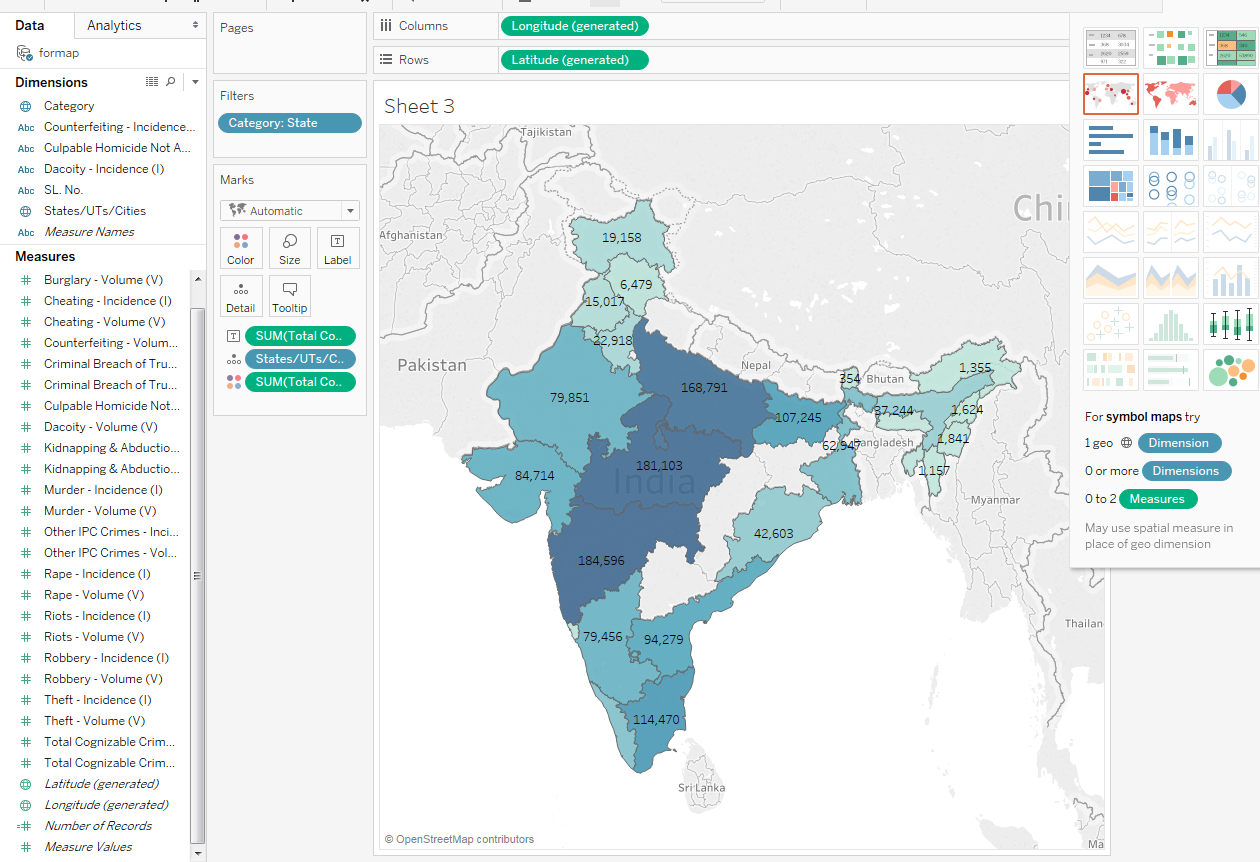 Data
Analytics
formap
Dimensions
Category
Abc Counterfeiting - Incidence...
Abc Culpable Homicide Not A...
Abc Dacoity - Incidence (I)
Abc SL. No.
States/UTs/Cities
Abc Measure Names
Measures
Burglary - Volume (V)
Cheating - Incidence (I)
Cheating - Volume (V)
Counterfeiting - Volum...
Criminal Breach of Tru...
Criminal Breach of Tru...
Culpable Homicide Not...
Dacoity - Volume (V)
Kidnapping & Abductio...
Kidnapping & Abductio...
Murder - Incidence (I)
Murder - Volume (V)
Other IPC Crimes - Inci...
Other IPC Crimes - Vol...
Rape - Incidence (I)
Rape - Volume (V)
Riots - Incidence (I)
Riots - Volume (V)
Robbery - Incidence (I)
Robbery - Volume (V)
Theft - Incidence (I)
Theft - Volume (V)
Total Cognizable Crim...
Total Cognizable Crim...
Latitude (generated)
Longitude (generated)
Number of Records
Measure Values
Pages
Filters
Category: State
Marks
Automatic
Color Size Label
Detail Tooltip
SUM(Total Co..
States/UTs/C..
SUM(Total Co..
Columns Longitude (generated)
Rows Latitude (generated)
Sheet 3
Tajikistan
Chi
Afghanistan
19,158
6,479
15,017
22,918
Pakistan
Nepal
354 Bhutan
1,355
168,791
79,851
107,245
37,244
1,624
1,841
62,947
Bangladesh
181,103
India
84,714
1,157
Myanmar
42,603
184,596
79,456
94,279
Thailan
114,470
Sri Lanka
© OpenStreetMap contributors
Ma
For symbol maps try
1 geo Dimension
0 or more Dimensions
0 to 2 Measures
May use spatial measure in
place of geo dimension